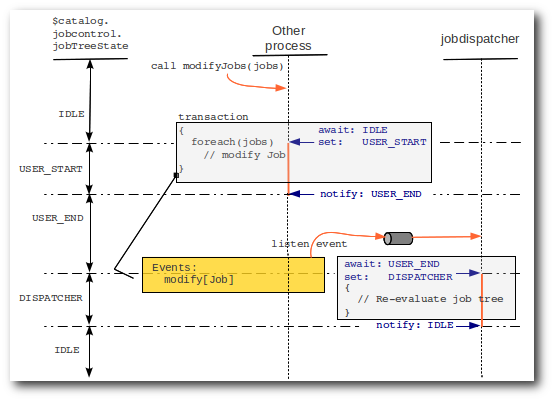 $catalog.
jobcontrol.
jobTreeState
Other
process
jobdispatcher
call modifyJobs(jobs)
IDLE
transaction
{
foreach(jobs)
// modify Job
}
await: IDLE
set: USER_START
USER_START
notify: USER_END
USER_END
listen event
Events:
modify[Job]
await: USER_END
set: DISPATCHER
{
// Re-evaluate job tree
}
DISPATCHER
notify: IDLE
IDLE